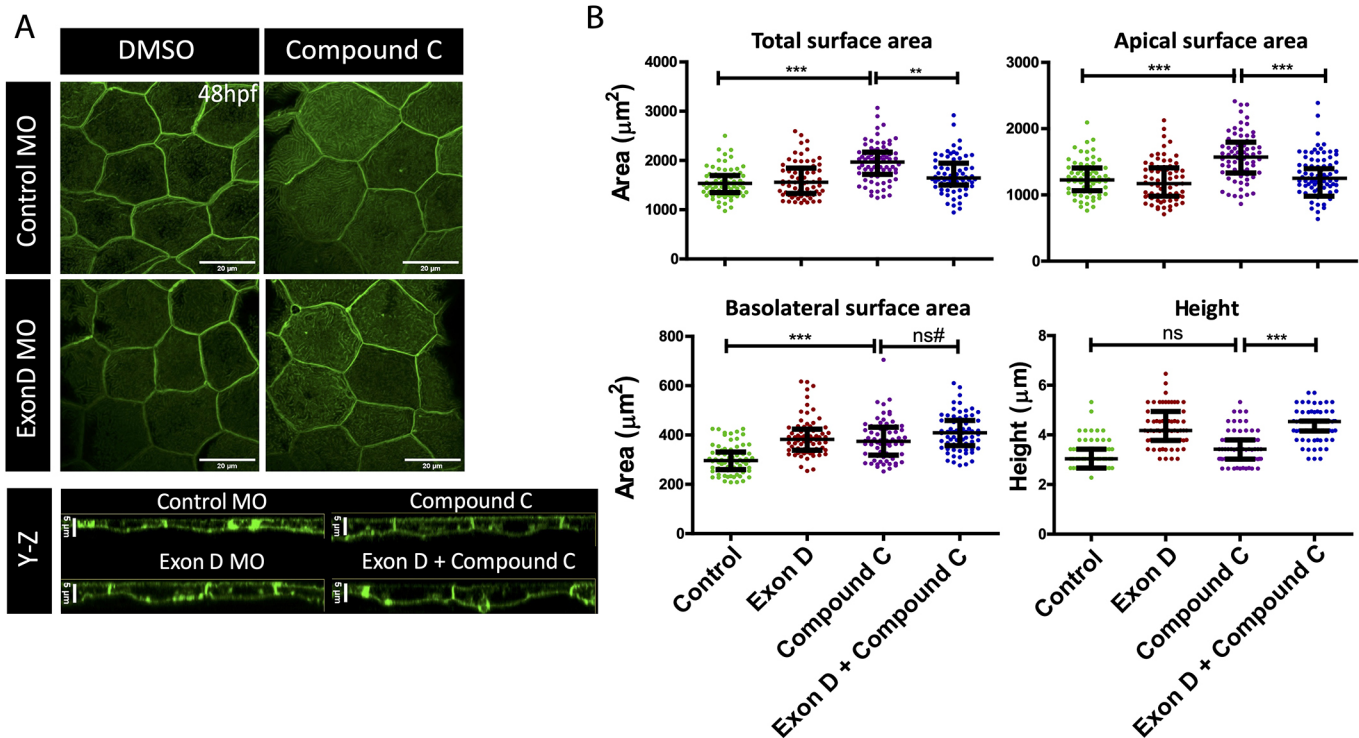 A
DMSO
Compound C
Control MO
48hpf
20 μm
20 μm
ExonD MO
20 μm
20 μm
Y-Z
Control MO
5 μm
Compound C
5 μm
Exon D MO
5 μm
Exon D + Compound C
5 μm
B
Total surface area
Area (μm2)
4000
3000
2000
1000
0
***
**
Apical surface area
3000
2000
1000
0
***
***
Basolateral surface area
Area (μm2)
800
600
400
200
0
***
ns#
Control
Exon D
Compound C
Exon D + Compound C
Height
Height (μm)
8
6
4
2
0
ns
***
Control
Exon D
Compound C
Exon D + Compound C